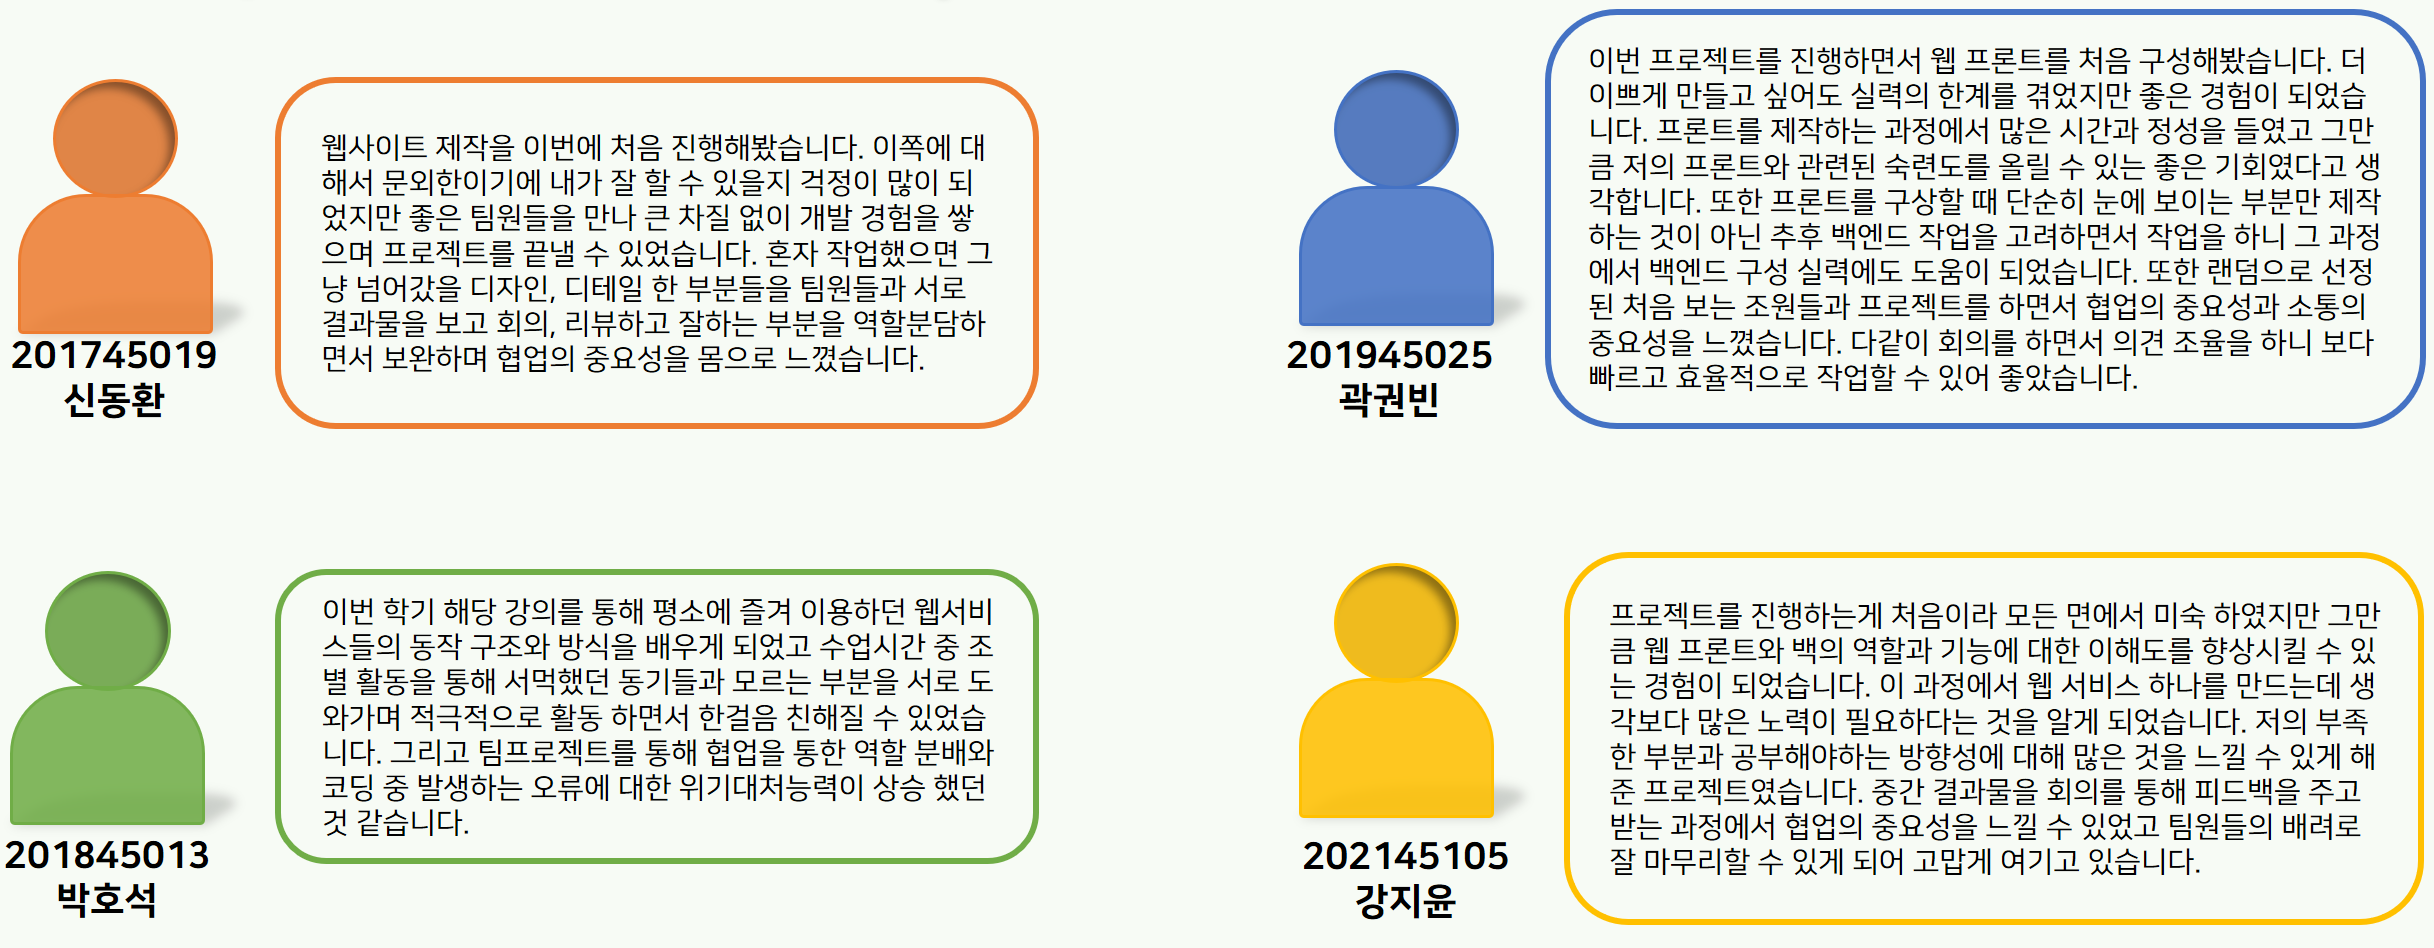 웹사이트 제작을 이번에 처음 진행해봤습니다. 이쪽에 대
해서 문외한이기에 내가 잘 할 수 있을지 걱정이 많이 되
었지만 좋은 팀원들을 만나 큰 차질 없이 개발 경험을 쌓
으며 프로젝트를 끝낼 수 있었습니다. 혼자 작업했으면 그
냥 넘어갔을 디자인, 디테일 한 부분들을 팀원들과 서로
결과물을 보고 회의, 리뷰하고 잘하는 부분을 역할분담하
면서 보완하며 협업의 중요성을 몸으로 느꼈습니다.
201745019
신동환
이번 프로젝트를 진행하면서 웹 프론트를 처음 구성해봤습니다. 더
이쁘게 만들고 싶어도 실력의 한계를 겪었지만 좋은 경험이 되었습
니다. 프론트를 제작하는 과정에서 많은 시간과 정성을 들였고 그만
큼 저의 프론트와 관련된 숙련도를 올릴 수 있는 좋은 기회였다고 생
각합니다. 또한 프론트를 구상할 때 단순히 눈에 보이는 부분만 제작
하는 것이 아닌 추후 백엔드 작업을 고려하면서 작업을 하니 그 과정
에서 백엔드 구성 실력에도 도움이 되었습니다. 또한 랜덤으로 선정
된 처음 보는 조원들과 프로젝트를 하면서 협업의 중요성과 소통의
중요성을 느꼈습니다. 다같이 회의를 하면서 의견 조율을 하니 보다
빠르고 효율적으로 작업할 수 있어 좋았습니다.
201945025
곽권빈
이번 학기 해당 강의를 통해 평소에 즐겨 이용하던 웹서비
스들의 동작 구조와 방식을 배우게 되었고 수업시간 중 조
별 활동을 통해 서먹했던 동기들과 모르는 부분을 서로 도
와가며 적극적으로 활동 하면서 한걸음 친해질 수 있었습
니다. 그리고 팀프로젝트를 통해 협업을 통한 역할 분배와
코딩 중 발생하는 오류에 대한 위기대처능력이 상승 했던
것 같습니다.
201845013
박호석
프로젝트를 진행하는게 처음이라 모든 면에서 미숙 하였지만 그만
큼 웹 프론트와 백의 역할과 기능에 대한 이해도를 향상시킬 수 있
는 경험이 되었습니다. 이 과정에서 웹 서비스 하나를 만드는데 생
각보다 많은 노력이 필요하다는 것을 알게 되었습니다. 저의 부족
한 부분과 공부해야하는 방향성에 대해 많은 것을 느낄 수 있게 해
준 프로젝트였습니다. 중간 결과물을 회의를 통해 피드백을 주고
받는 과정에서 협업의 중요성을 느낄 수 있었고 팀원들의 배려로
잘 마무리할 수 있게 되어 고맙게 여기고 있습니다.
202145105
강지윤